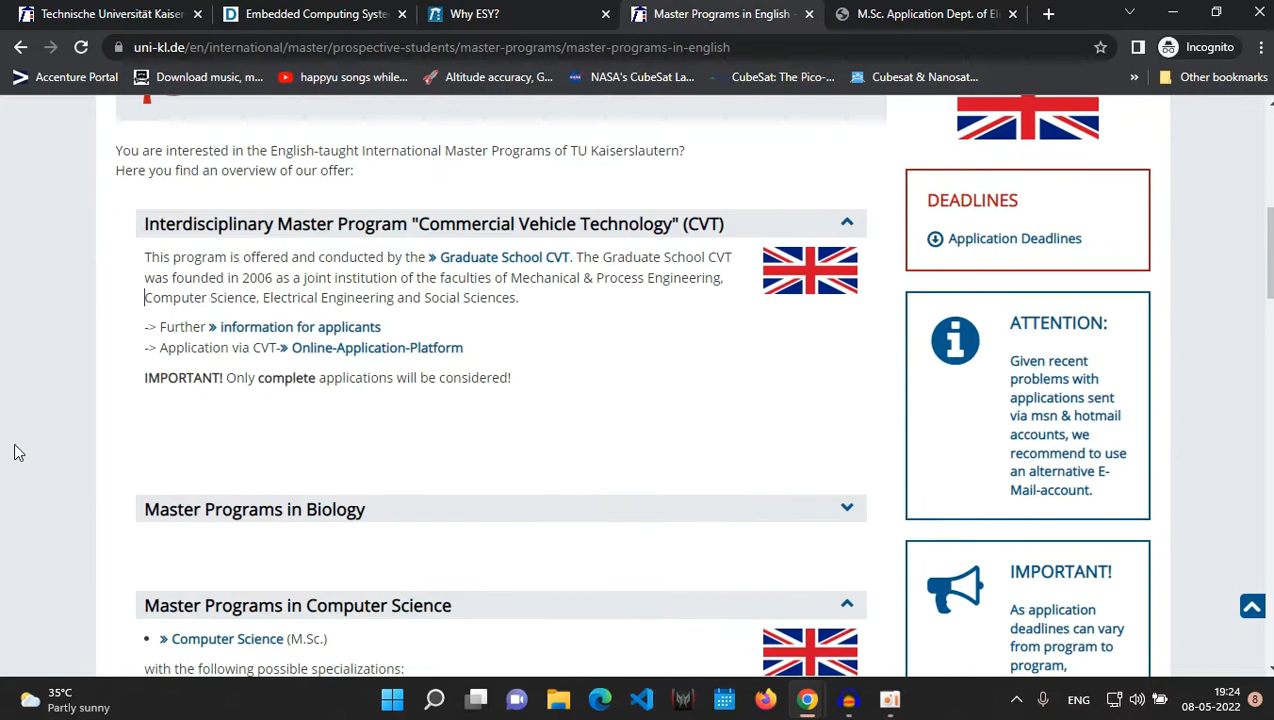 Technische Universität Kaiser
Embedded Computing Syste
Why ESY?
Master Programs in English -
M.Sc. Application Dept. of El
uni-kl.de/en/international/master/prospective-students/master-programs/master-programs-in-english
Incognito
Accenture Portal
Download music, m...
happyu songs while...
Altitude accuracy, G...
NASA's CubeSat La...
CubeSat: The Pico-...
Cubesat & Nanosat...
»
Other bookmarks
You are interested in the English-taught International Master Programs of TU Kaiserslautern?
Here you find an overview of our offer:
Interdisciplinary Master Program "Commercial Vehicle Technology" (CVT)
This program is offered and conducted by the » Graduate School CVT. The Graduate School CVT
was founded in 2006 as a joint institution of the faculties of Mechanical & Process Engineering,
Computer Science, Electrical Engineering and Social Sciences.
-> Further » information for applicants
-> Application via CVT-» Online-Application-Platform
IMPORTANT! Only complete applications will be considered!
Master Programs in Biology
Master Programs in Computer Science
• » Computer Science (M.Sc.)
with the following possible specializations:
DEADLINES
Application Deadlines
ATTENTION:
Given recent
problems with
applications sent
via msn & hotmail
accounts, we
recommend to use
an alternative E-
Mail-account.
IMPORTANT!
As application
deadlines can vary
from program to
program,
35°C
Partly sunny
ENG
19:24
08-05-2022
8